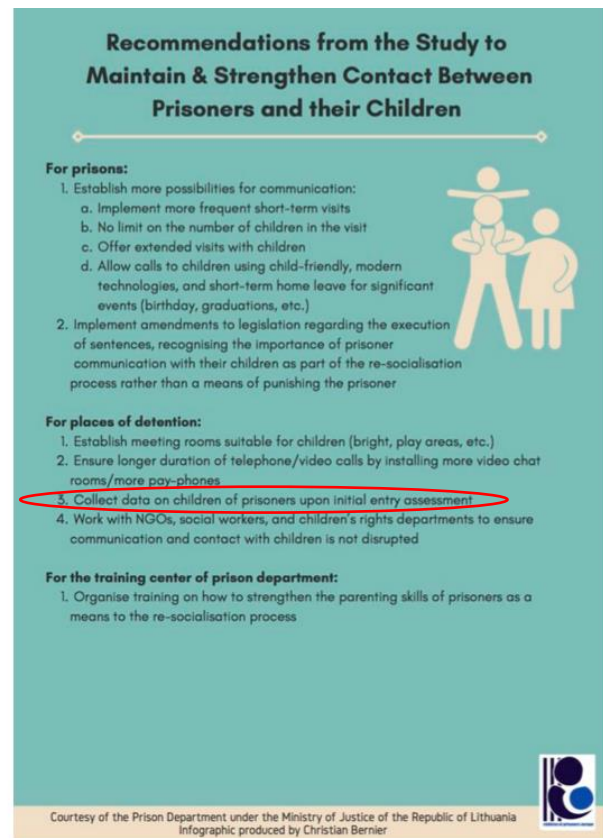 Recommendations from the Study to
Maintain & Strengthen Contact Between
Prisoners and their Children
For prisons:
1. Establish more possibilities for communication:
a. Implement more frequent short-term visits
b. No limit on the number of children in the visit
c. Offer extended visits with children
d. Allow calls to children using child-friendly, modern
technologies, and short-term home leave for significant
events (birthday, graduations, etc.)
2. Implement amendments to legislation regarding the execution
of sentences, recognising the importance of prisoner
communication with their children as part of the re-socialisation
process rather than a means of punishing the prisoner
For places of detention:
1. Establish meeting rooms suitable for children (bright, play areas, etc.)
2. Ensure longer duration of telephone/video calls by installing more video chat
rooms/more pay-phones
3. Collect data on children of prisoners upon initial entry assessment
4. Work with NGOs, social workers, and children's rights departments to ensure
communication and contact with children is not disrupted
For the training center of prison department:
1. Organise training on how to strengthen the parenting skills of prisoners as a
means to the re-socialisation process
Courtesy of the Prison Department under the Ministry of Justice of the Republic of Lithuania
Infographic produced by Christian Bernier